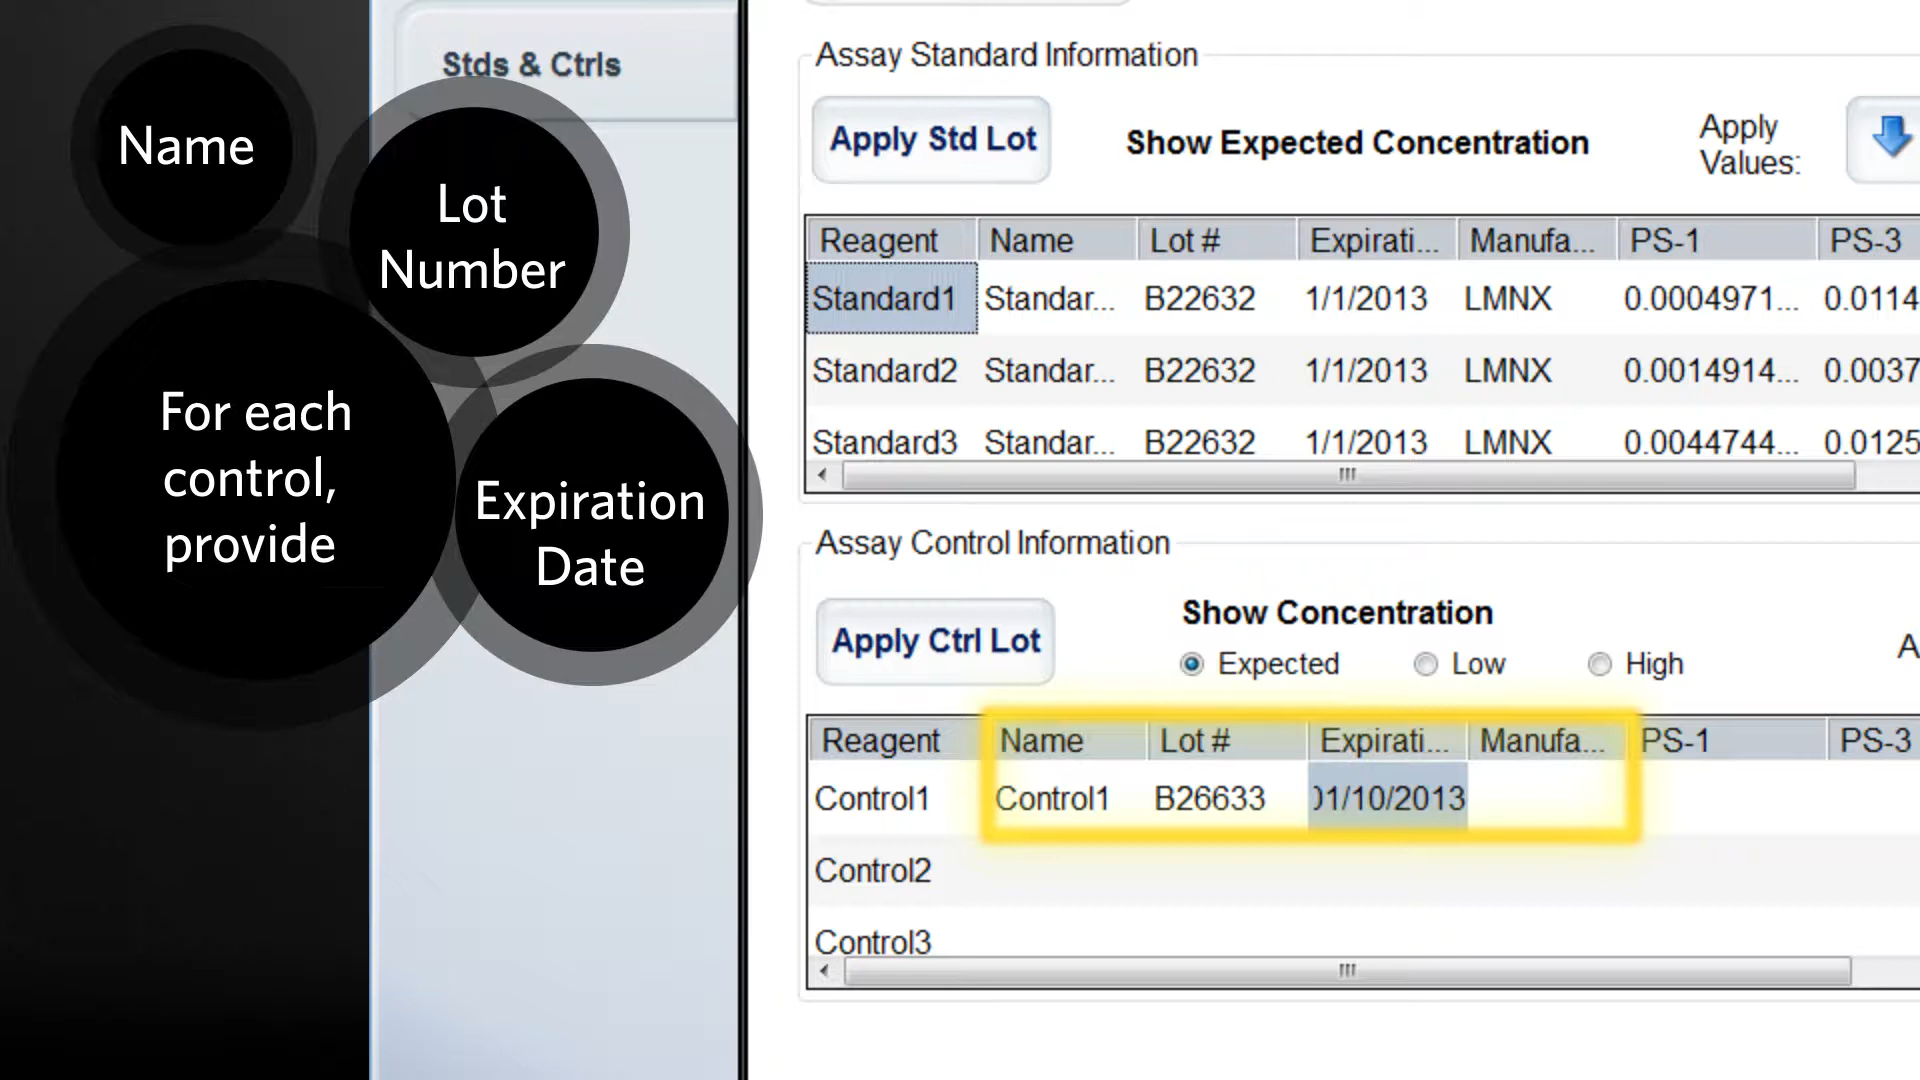 Name
Lot
Number
For each
control,
provide
Expiration
Date
Stds & Ctrls
Assay Standard Information
Apply Std Lot
Show Expected Concentration
Apply
Values:
Reagent Name Lot # Expirati... Manufa... PS-1 PS-3
Standard1 Standar... B22632 1/1/2013 LMNX 0.0004971... 0.0114
Standard2 Standar... B22632 1/1/2013 LMNX 0.0014914... 0.0037
Standard3 Standar... B22632 1/1/2013 LMNX 0.0044744... 0.0125
Assay Control Information
Apply Ctrl Lot
Show Concentration
Expected Low High
A
Reagent Name Lot # Expirati... Manufa... PS-1 PS-3
Control1 Control1 B26633 01/10/2013
Control2
Control3